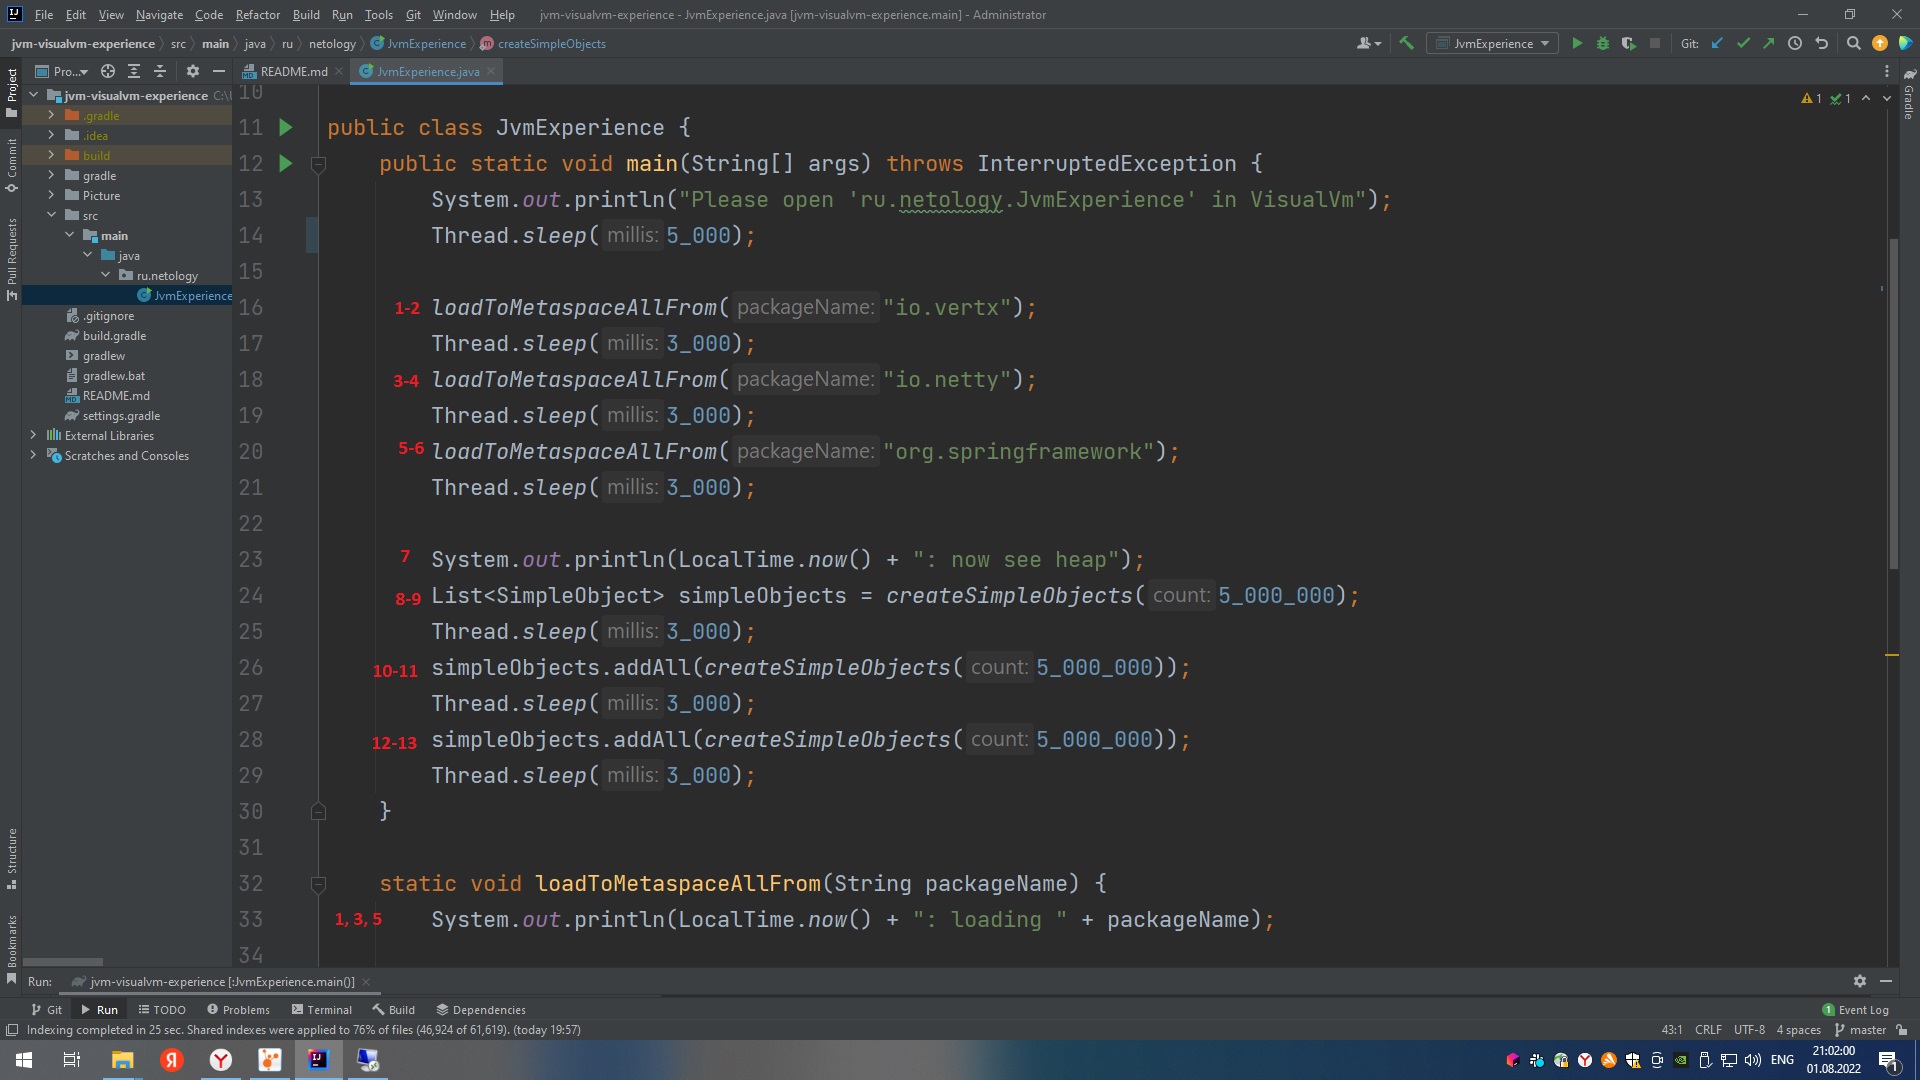 File Edit View Navigate Code Refactor Build Run Tools Git Window Help jvm-visualvm-experience - JvmExperience.java [jvm-visualvm-experience.main] - Administrator
jvm-visualvm-experience src main java ru netology JvmExperience createSimpleObjects JvmExperience Git:
Project
Commit
Pull Requests
Structure
Bookmarks
Pro...
jvm-visualvm-experience C:\
.gradle
.idea
build
gradle
Picture
src
main
java
ru.netology
JvmExperience
.gitignore
build.gradle
gradlew
gradlew.bat
README.md
settings.gradle
External Libraries
Scratches and Consoles
README.md JvmExperience.java
1 1
Gradle
10
11 public class JvmExperience {
12 public static void main(String[] args) throws InterruptedException {
13 System.out.println("Please open 'ru.netology.JvmExperience' in VisualVm");
14 Thread.sleep( millis: 5_000);
15
16 1-2 loadToMetaspaceAllFrom( packageName: "io.vertx");
17 Thread.sleep( millis: 3_000);
18 3-4 loadToMetaspaceAllFrom( packageName: "io.netty");
19 Thread.sleep( millis: 3_000);
20 5-6 loadToMetaspaceAllFrom( packageName: "org.springframework");
21 Thread.sleep( millis: 3_000);
22
23 7 System.out.println(LocalTime.now() + ": now see heap");
24 8-9 List<SimpleObject> simpleObjects = createSimpleObjects( count: 5_000_000);
25 Thread.sleep( millis: 3_000);
26 10-11 simpleObjects.addAll(createSimpleObjects( count: 5_000_000));
27 Thread.sleep( millis: 3_000);
28 12-13 simpleObjects.addAll(createSimpleObjects( count: 5_000_000));
29 Thread.sleep( millis: 3_000);
30 }
31
32 static void loadToMetaspaceAllFrom(String packageName) {
33 1, 3, 5 System.out.println(LocalTime.now() + ": loading " + packageName);
34
Run: jvm-visualvm-experience [:JvmExperience.main()]
Git Run TODO Problems Terminal Build Dependencies 1 Event Log
Indexing completed in 25 sec. Shared indexes were applied to 76% of files (46,924 of 61,619). (today 19:57) 43:1 CRLF UTF-8 4 spaces master
ENG 21:02:00
01.08.2022 1